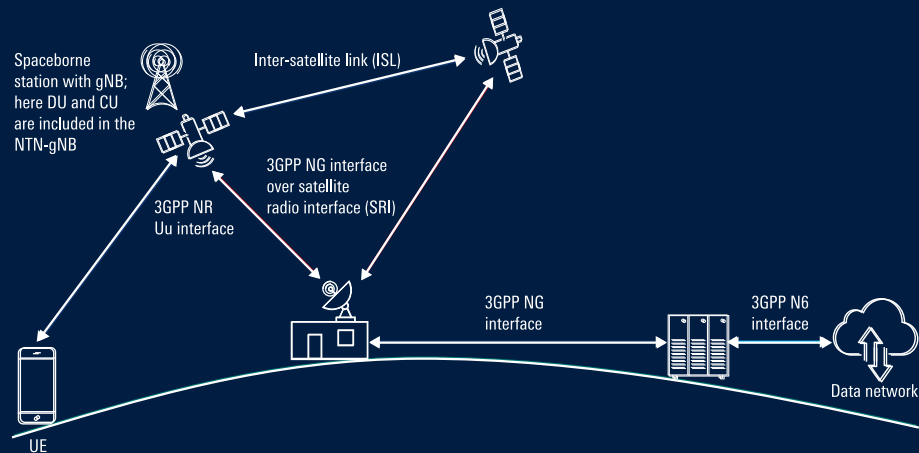 Spaceborne
station with gNB;
here DU and CU
are included in the
NTN-gNB
Inter-satellite link (ISL)
3GPP NG interface
over satellite
radio interface (SRI)
3GPP NR
Uu interface
3GPP NG
interface
3GPP N6
interface
Data network
UE